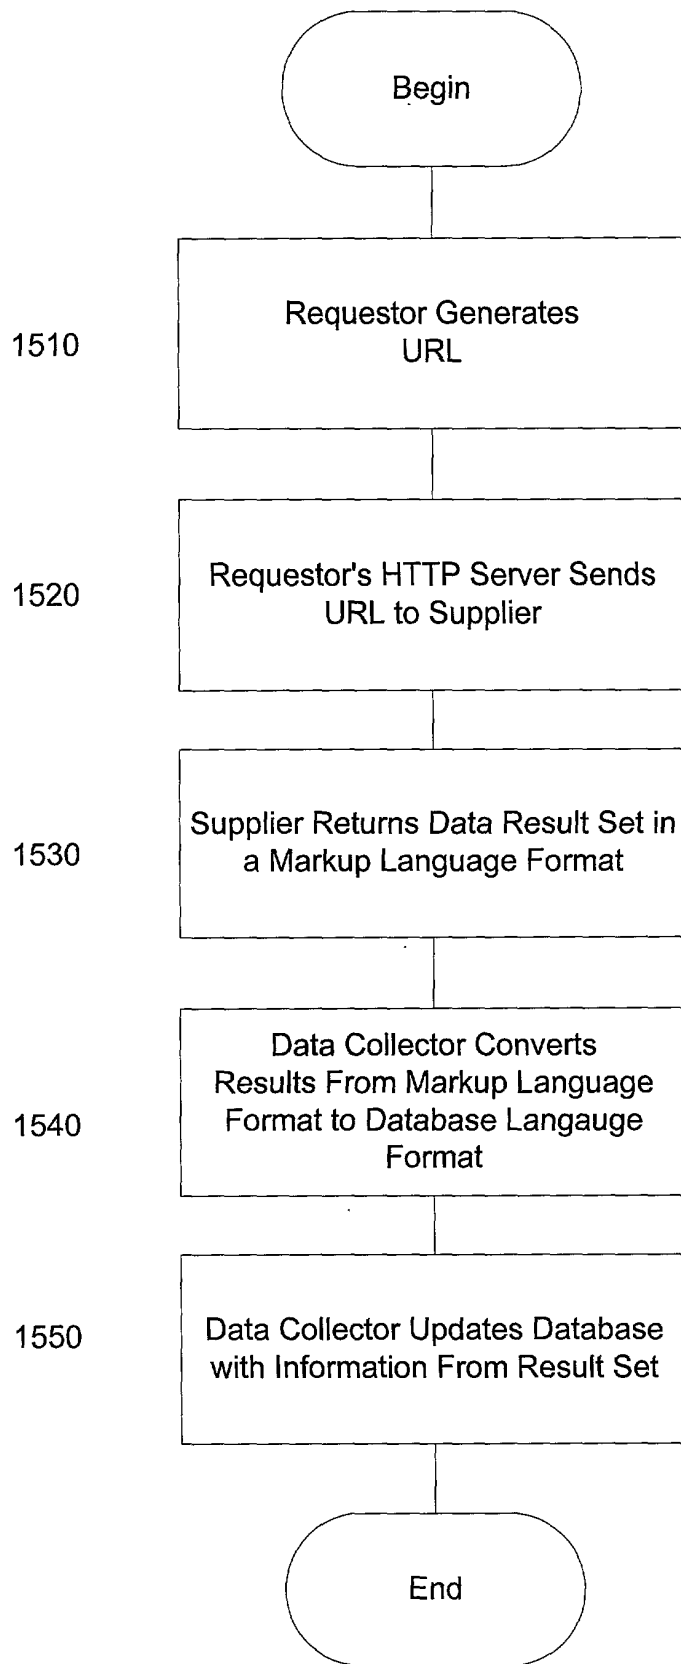 Begin
1510
Requestor Generates
URL
1520
Requestor's HTTP Server Sends
URL to Supplier
1530
Supplier Returns Data Result Set in
a Markup Language Format
1540
Data Collector Converts
Results From Markup Language
Format to Database Langauge
Format
1550
Data Collector Updates Database
with Information From Result Set
End